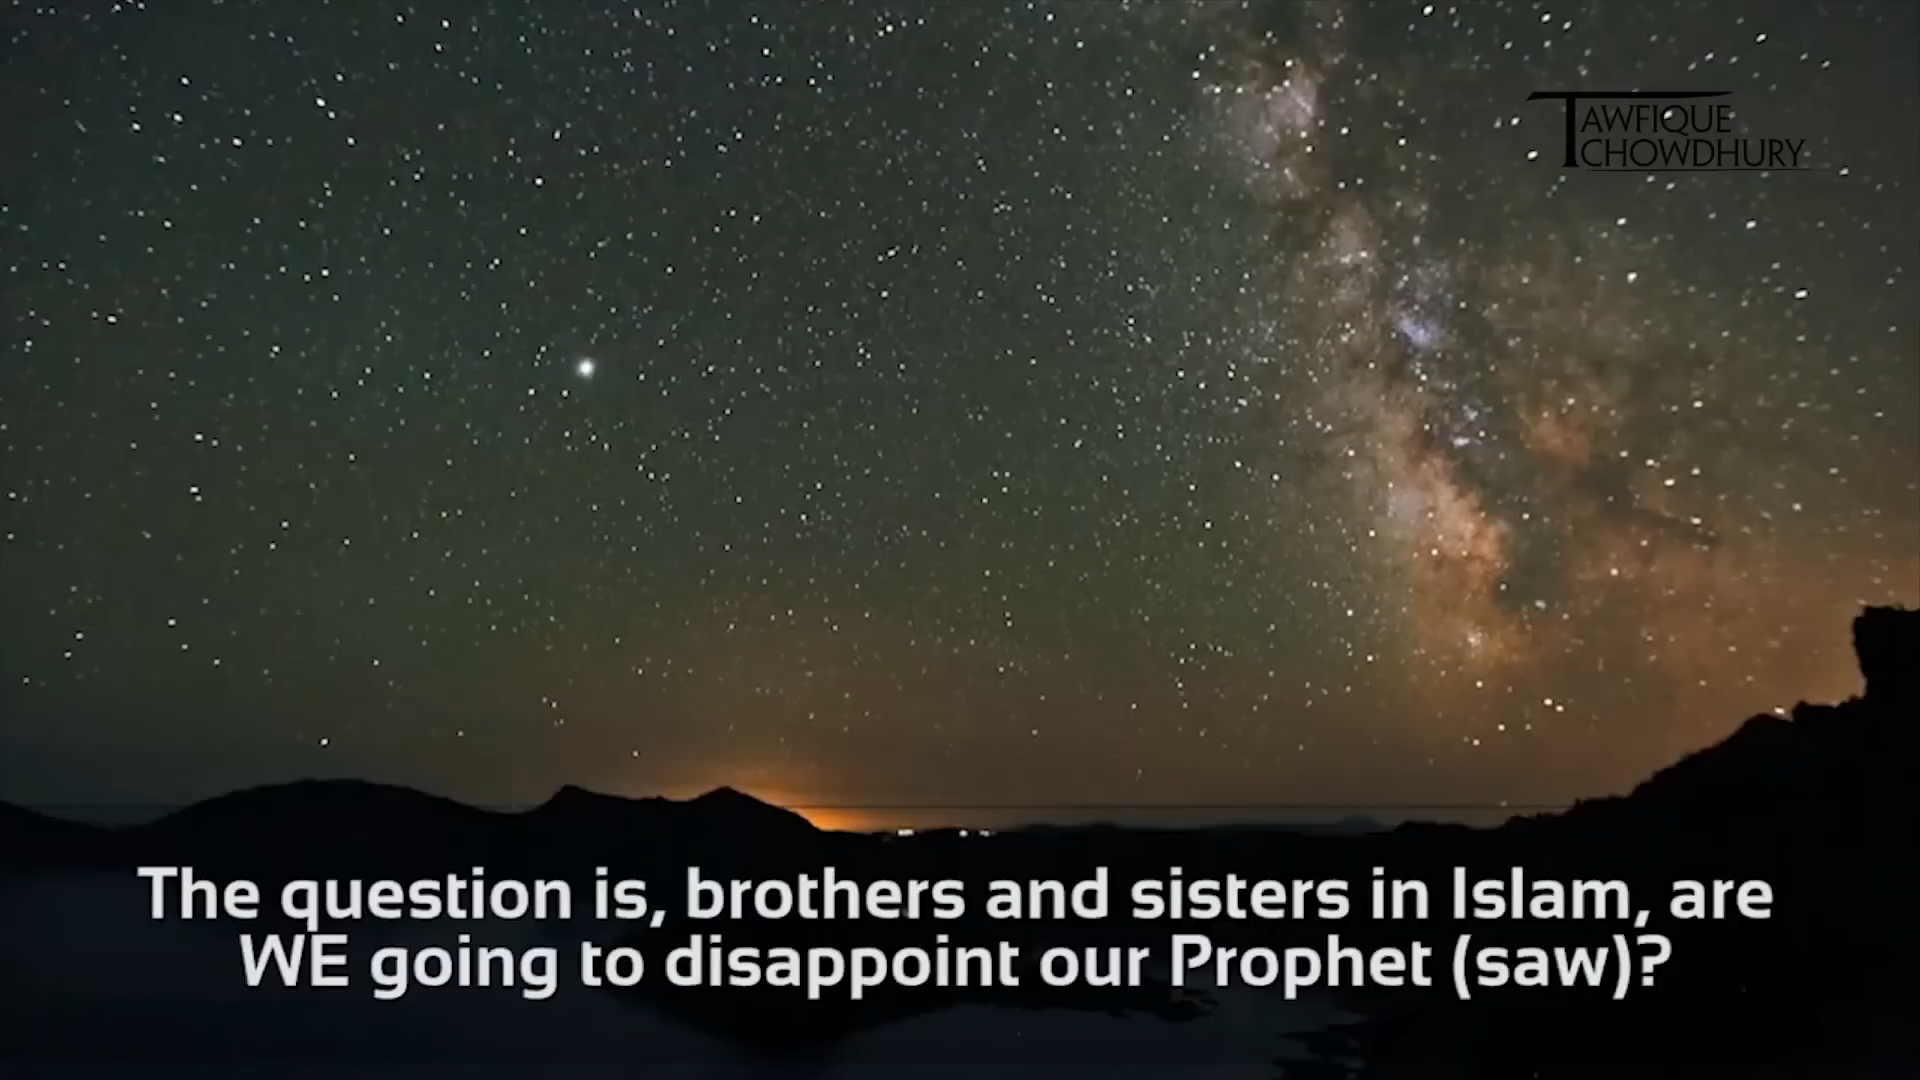 TAWFIQUE
CHOWDHURY
The question is, brothers and sisters in Islam, are
WE going to disappoint our Prophet (saw)?